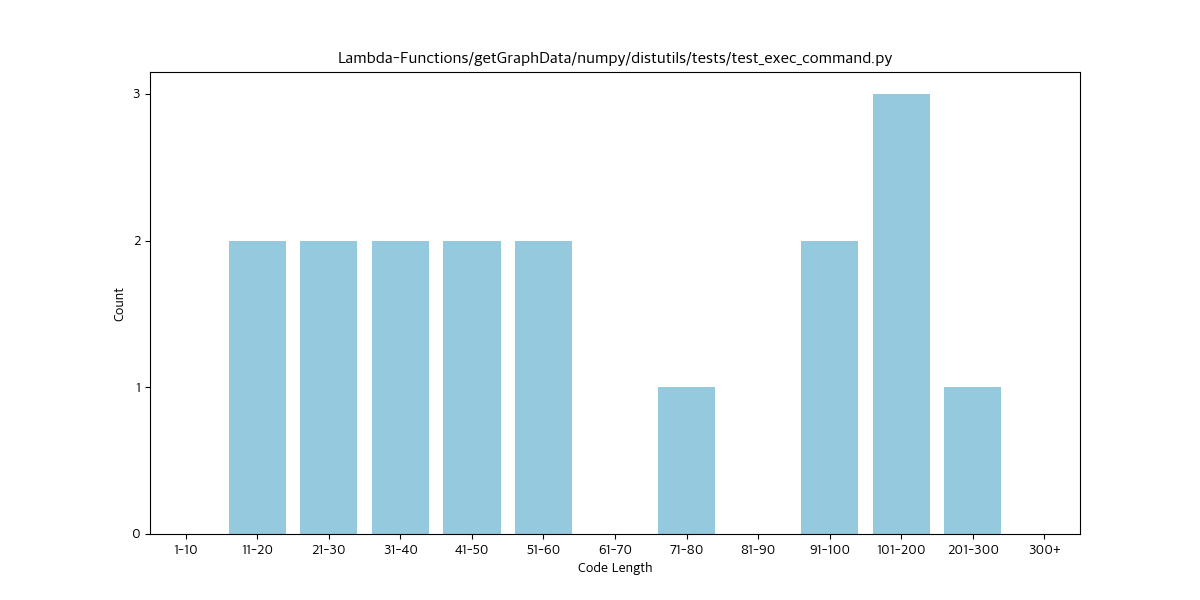 Lambda-Functions/getGraphData/numpy/distutils/tests/test_exec_command.py
3
2
1
0
Count
1-10 11-20 21-30 31-40 41-50 51-60 61-70 71-80 81-90 91-100 101-200 201-300 300+
Code Length